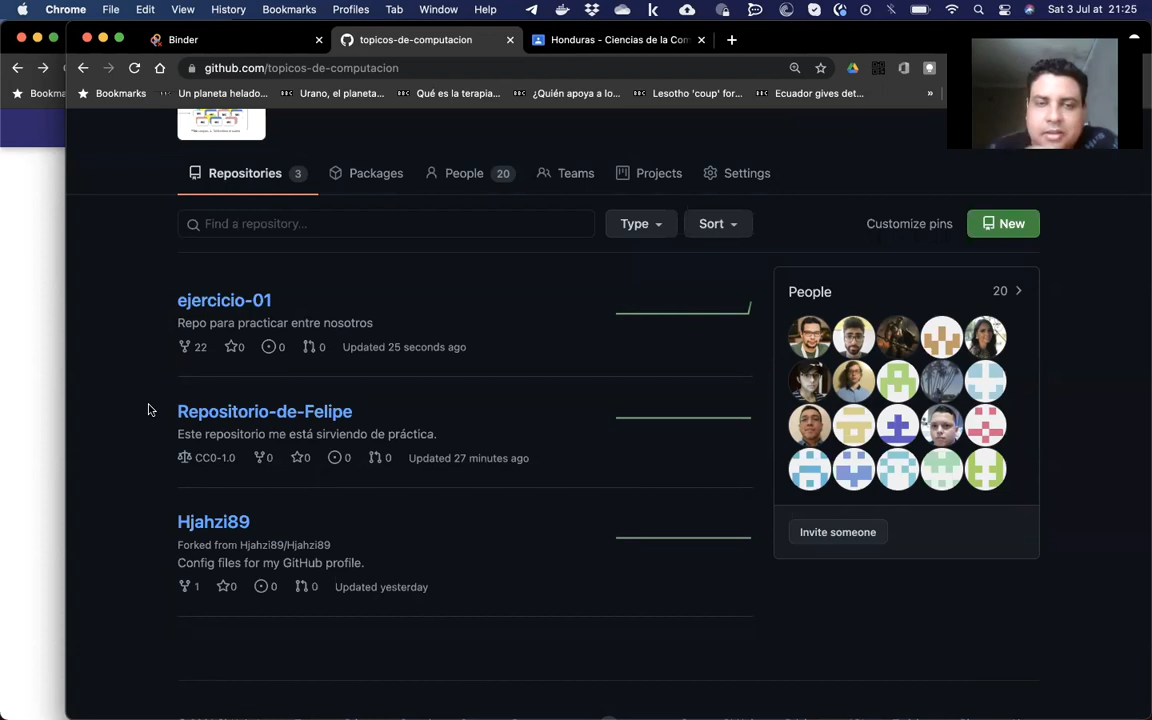 Chrome File Edit View History Bookmarks Profiles Tab Window Help Sat 3 Jul at 21:25
Binder topicos-de-computacion Honduras - Ciencias de la Com
github.com/topicos-de-computacion
Bookma Bookmarks Un planeta helado... Urano, el planeta... Qué es la terapia... ¿Quién apoya a lo... Lesotho 'coup' for... Ecuador gives det... »
Repositories 3 Packages People 20 Teams Projects Settings
Find a repository... Type Sort Customize pins New
ejercicio-01
Repo para practicar entre nosotros
22 0 0 0 Updated 25 seconds ago
People 20
Repositorio-de-Felipe
Este repositorio me está sirviendo de práctica.
CC0-1.0 0 0 0 0 Updated 27 minutes ago
Hjahzi89
Forked from Hjahzi89/Hjahzi89
Config files for my GitHub profile.
1 0 0 0 Updated yesterday
Invite someone